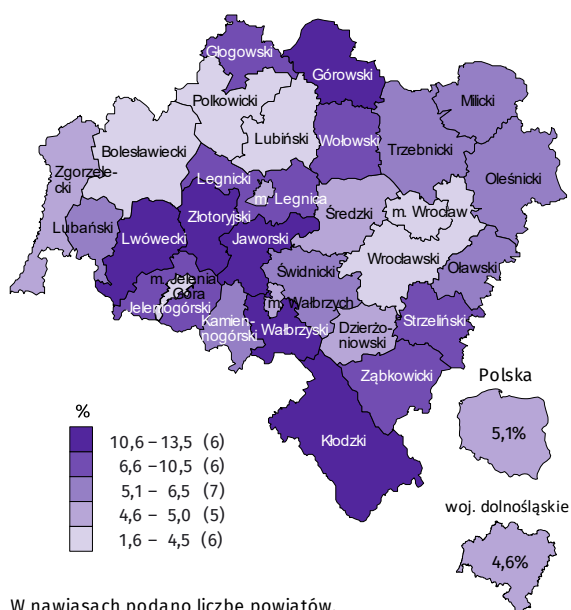 Głogowski
Górowski
Polkowicki
Milicki
Lubiński
Wołowski
Bolesławiecki
Trzebnicki
Zgorzele-
cki
Legnicki
Oleśnicki
m. Legnica
Złotoryjski
Średzki
m. Wrocław
Lubański
Lwówecki
Jaworski
Wrocławski
Świdnicki
Oławski
m. Jelenia
Góra
m. Wałbrzych
Jeleniogórski
Kamien-
nogórski
Wałbrzyski
Dzierżo-
niowski
Strzeliński
Ząbkowicki
Polska
5,1%
Kłodzki
%
10,6 – 13,5 (6)
6,6 – 10,5 (6)
5,1 – 6,5 (7)
4,6 – 5,0 (5)
1,6 – 4,5 (6)
woj. dolnośląskie
4,6%
W nawiasach podano liczbę powiatów.